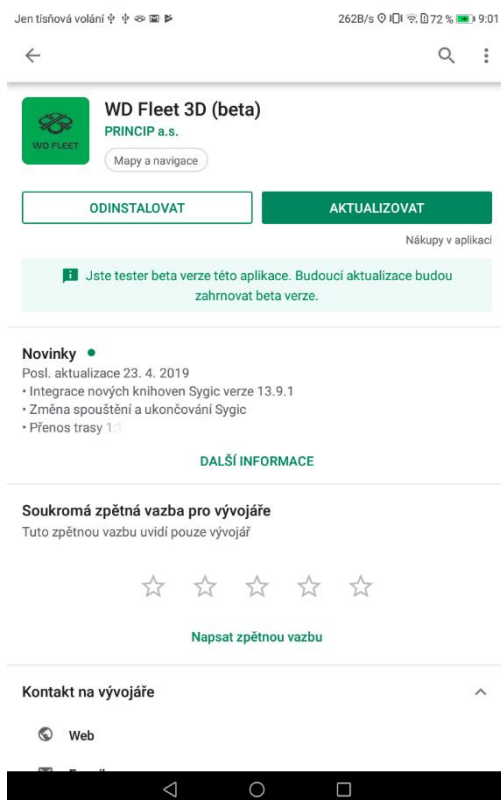 Jen tísňová volání
262B/s 72 % 9:01
WD FLEET
WD Fleet 3D (beta)
PRINCIP a.s.
Mapy a navigace
ODINSTALOVAT
AKTUALIZOVAT
Nákupy v aplikaci
Jste tester beta verze této aplikace. Budoucí aktualizace budou
zahrnovat beta verze.
Novinky
Posl. aktualizace 23. 4. 2019
• Integrace nových knihoven Sygic verze 13.9.1
• Změna spouštění a ukončování Sygic
• Přenos trasy 1:1
DALŠÍ INFORMACE
Soukromá zpětná vazba pro vývojáře
Tuto zpětnou vazbu uvidí pouze vývojář
Napsat zpětnou vazbu
Kontakt na vývojáře
Web